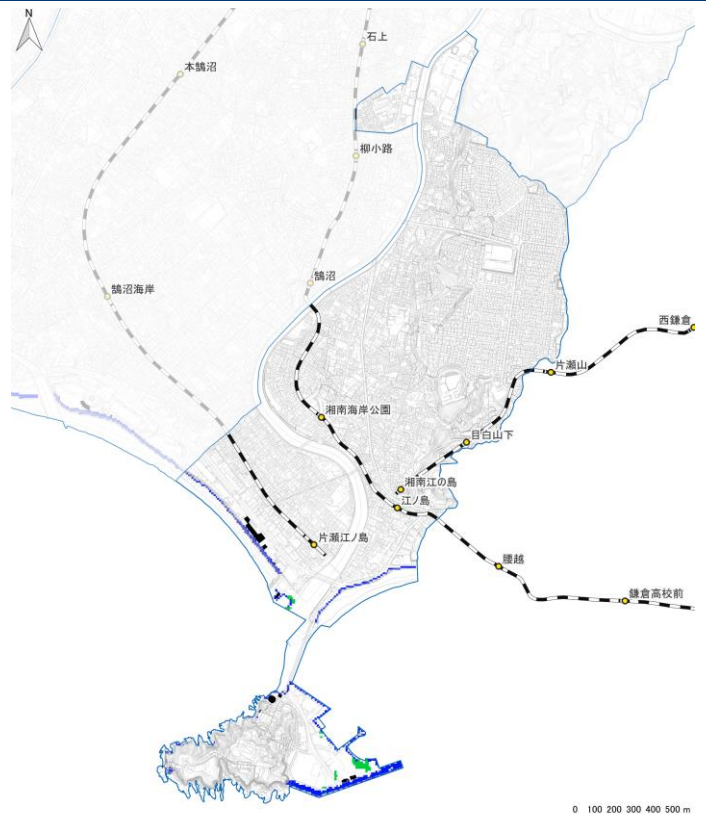 N
石上
本鵠沼
柳小路
鵠沼
鵠沼海岸
西鎌倉
片瀬山
湘南海岸公園
目白山下
湘南江の島
江ノ島
片瀬江ノ島
腰越
鎌倉高校前
0 100 200 300 400 500 m